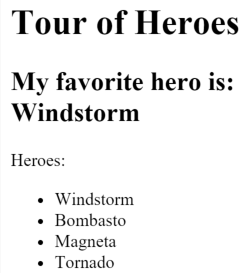 Tour of Heroes
My favorite hero is:
Windstorm
Heroes:
Windstorm
Bombasto
Magneta
Tornado